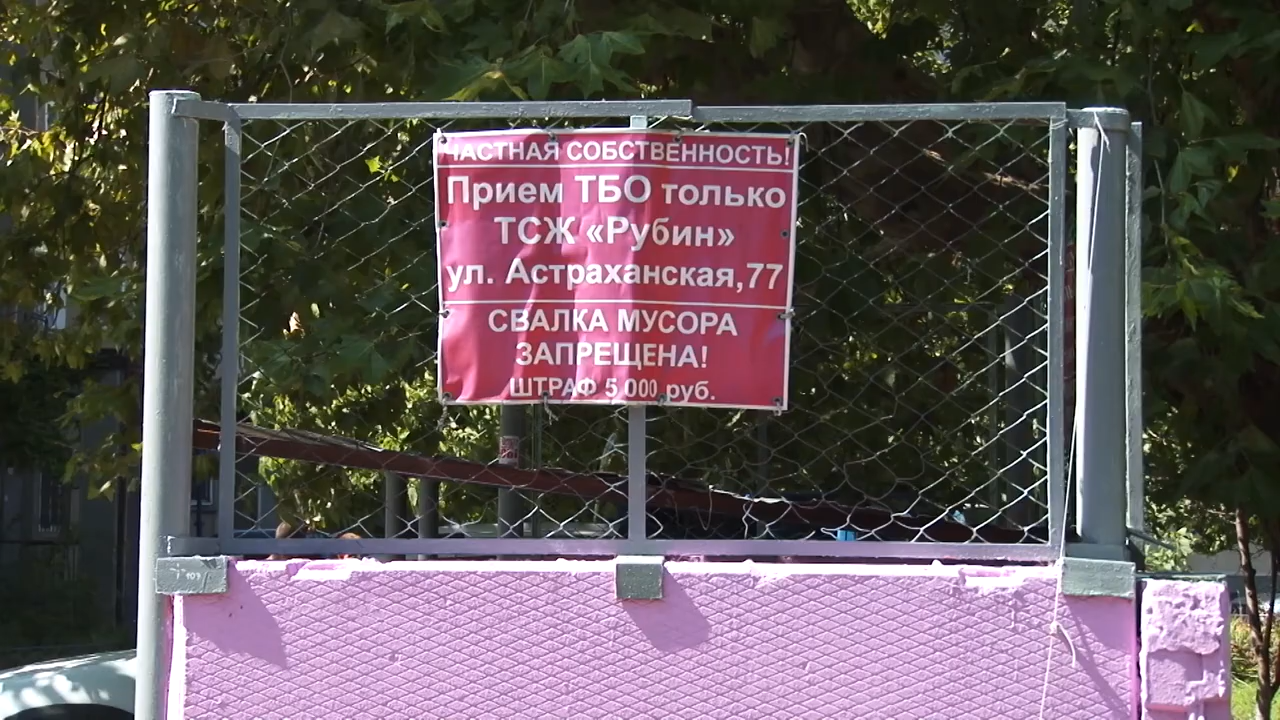 ЧАСТНАЯ СОБСТВЕННОСТЬ!
Прием ТБО только
ТСЖ «Рубин»
ул. Астраханская,77
СВАЛКА МУСОРА
ЗАПРЕЩЕНА!
ШТРАФ 5.000 руб.